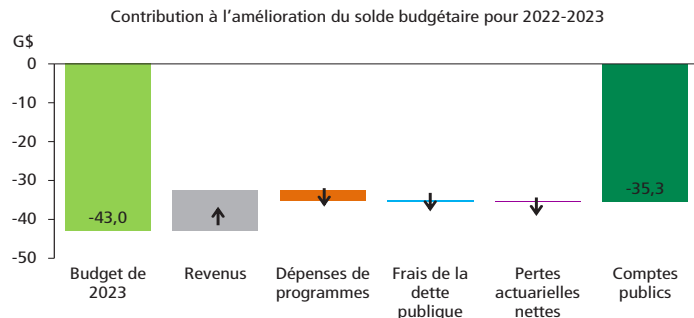 Contribution à l’amélioration du solde budgétaire pour 2022-2023
G$
0
-10
-20
-30
-40
-50
-43,0
-35,3
Budget de
2023
Revenus
Dépenses de
programmes
Frais de la
dette
publique
Pertes
actuarielles
nettes
Comptes
publics